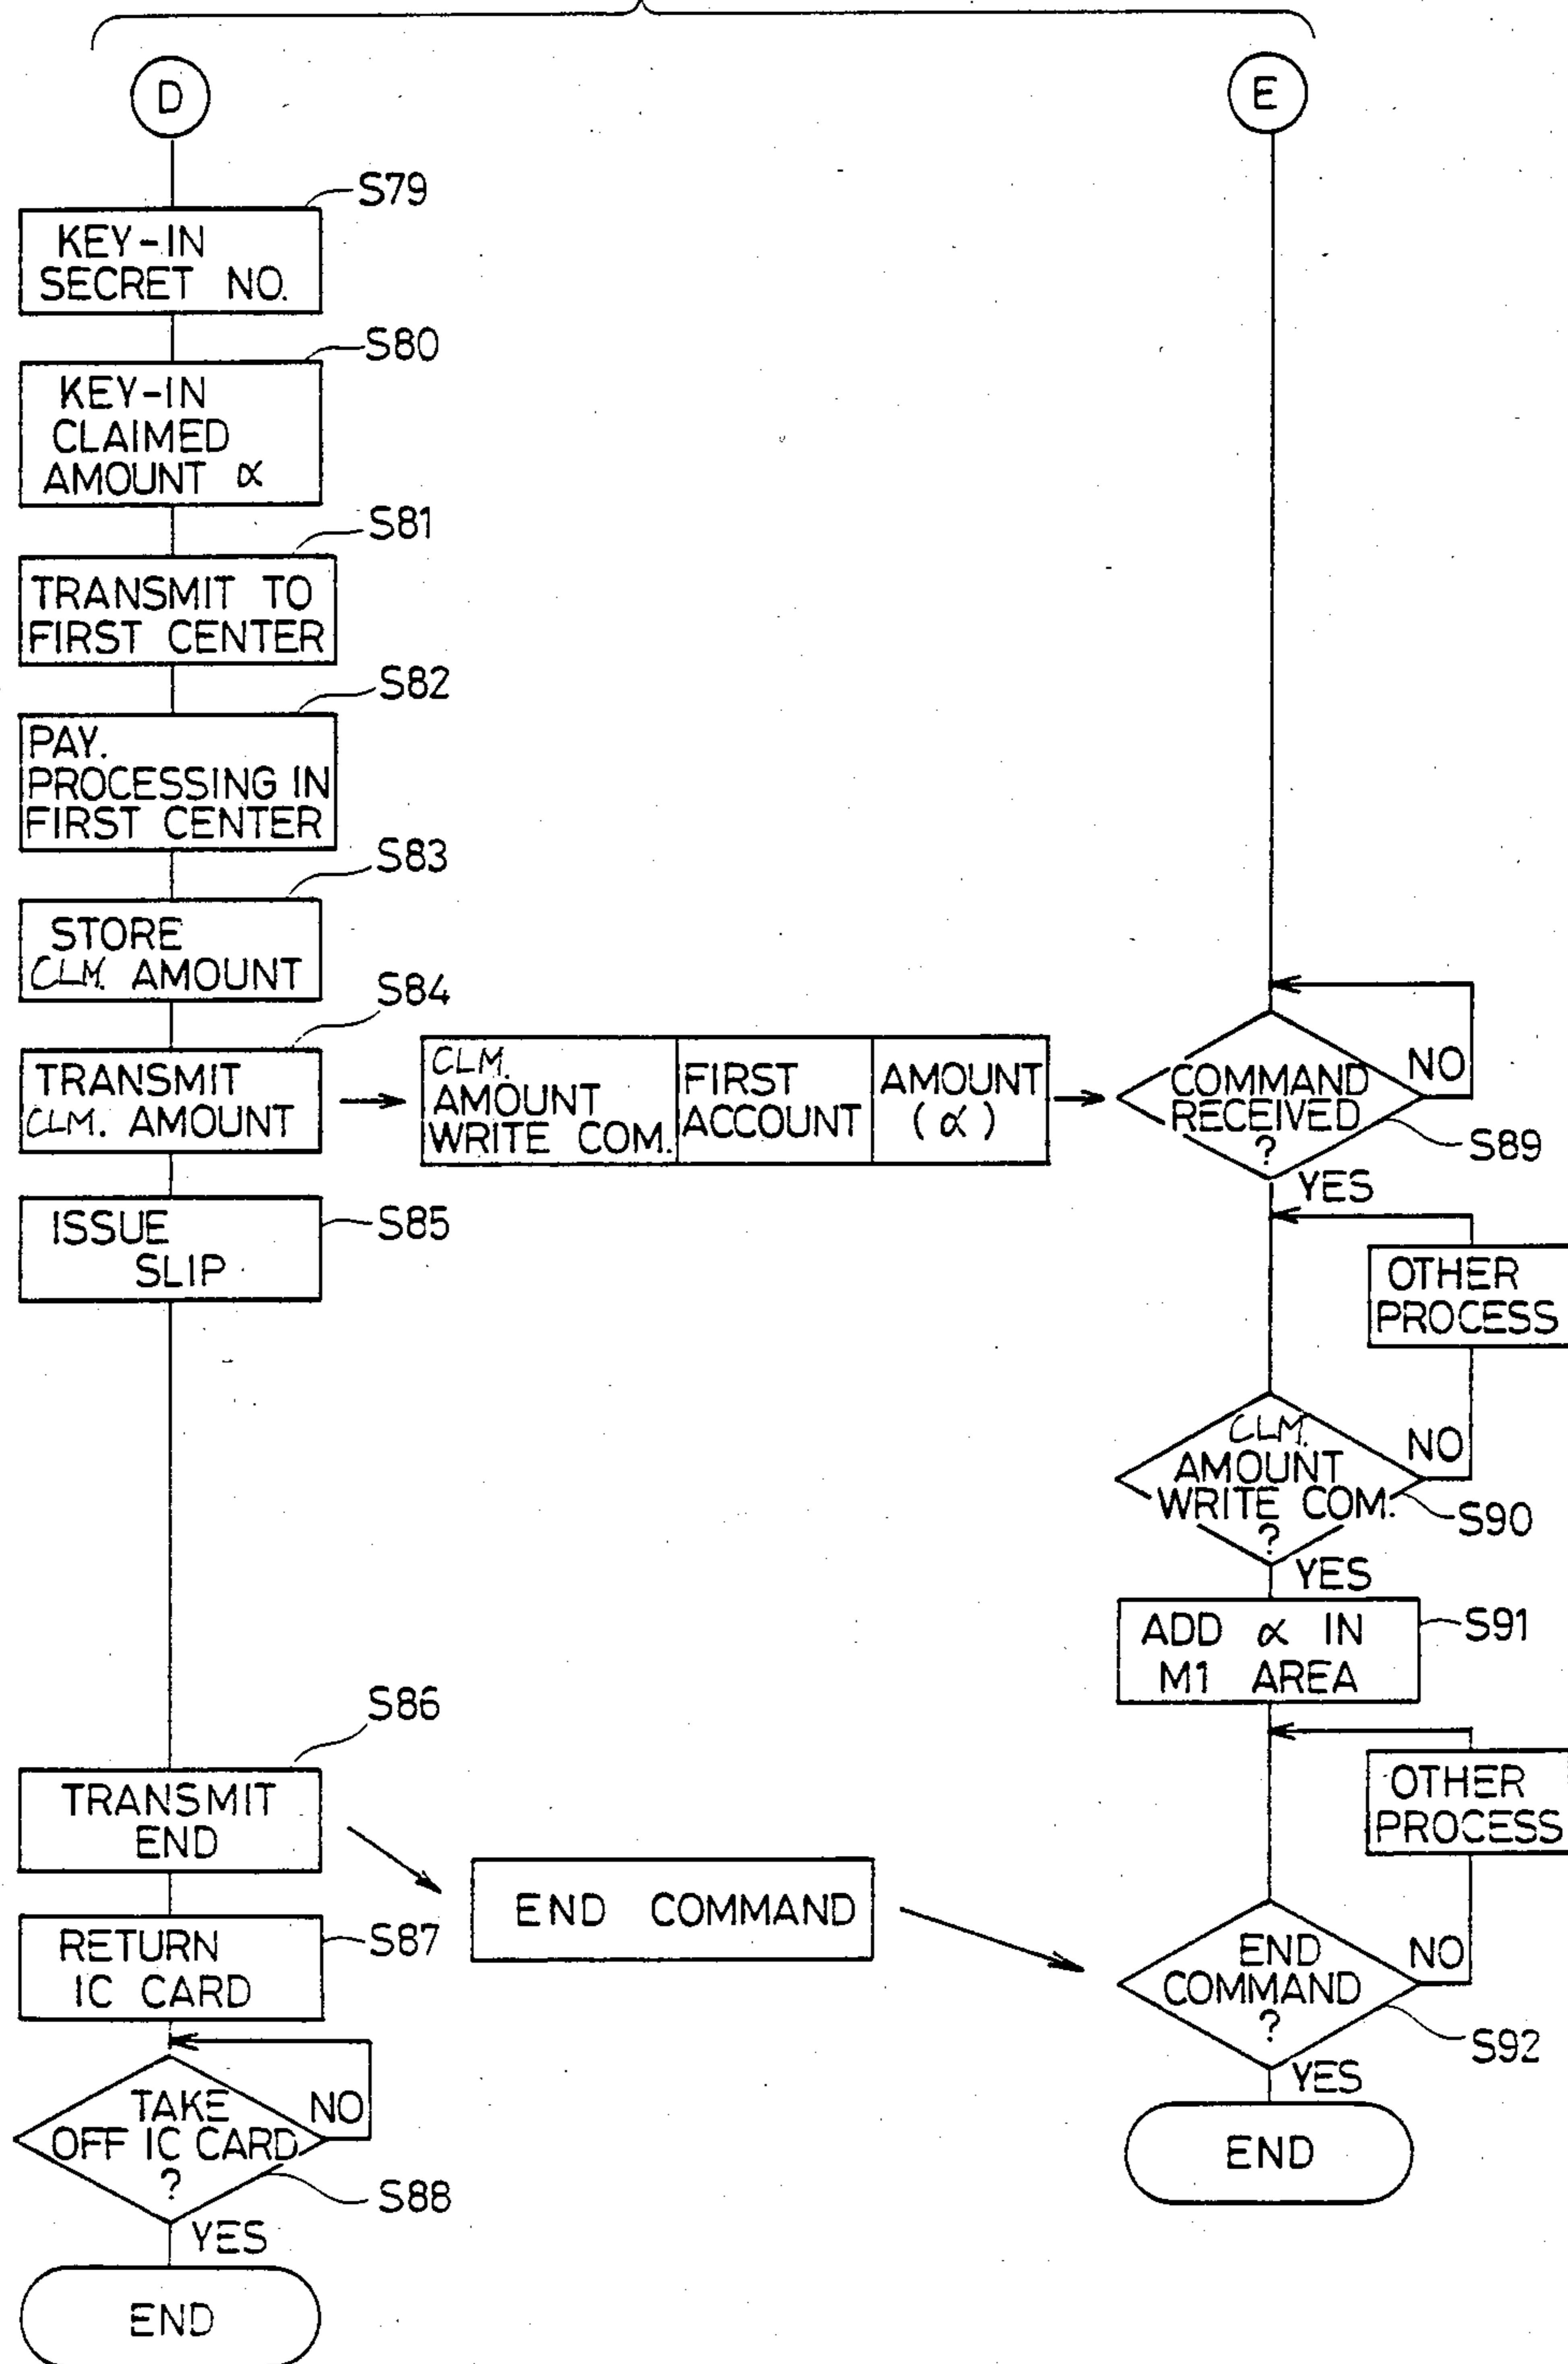 D
S79
KEY-IN
SECRET NO.
S80
KEY-IN
CLAIMED
AMOUNT α
S81
TRANSMIT TO
FIRST CENTER
S82
PAY.
PROCESSING IN
FIRST CENTER
S83
STORE
CLM. AMOUNT
S84
TRANSMIT
CLM. AMOUNT
CLM.
AMOUNT
WRITE COM.
FIRST
ACCOUNT
AMOUNT
(α)
ISSUE
SLIP
S85
S86
TRANSMIT
END
END COMMAND
RETURN
IC CARD
S87
TAKE
OFF IC CARD
?
NO
S88
YES
END
E
COMMAND
RECEIVED
?
NO
S89
YES
OTHER
PROCESS
CLM.
AMOUNT
WRITE COM.
?
NO
S90
YES
ADD α IN
M1 AREA
S91
OTHER
PROCESS
END
COMMAND
?
NO
S92
YES
END